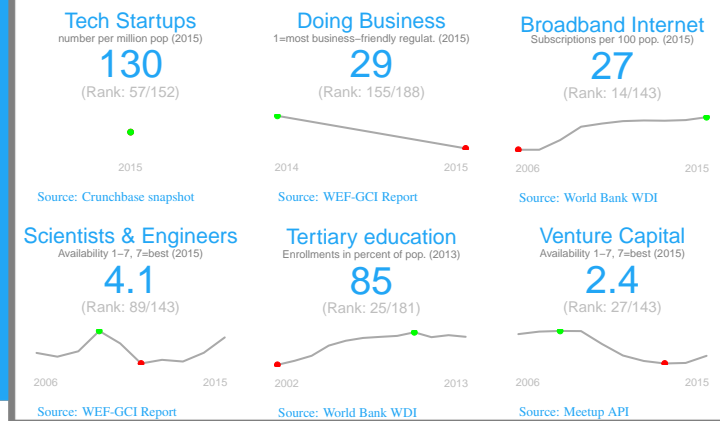 Tech Startups
number per million pop (2015)
130
(Rank: 57/152)
2015
Source: Crunchbase snapshot
Doing Business
1=most business−friendly regulat. (2015)
29
(Rank: 155/188)
2014
2015
Source: WEF-GCI Report
Broadband Internet
Subscriptions per 100 pop. (2015)
27
(Rank: 14/143)
2006
2015
Source: World Bank WDI
Scientists & Engineers
Availability 1−7, 7=best (2015)
4.1
(Rank: 89/143)
2006
2015
Source: WEF-GCI Report
Tertiary education
Enrollments in percent of pop. (2013)
85
(Rank: 25/181)
2002
2013
Source: World Bank WDI
Venture Capital
Availability 1−7, 7=best (2015)
2.4
(Rank: 27/143)
2006
2015
Source: Meetup API